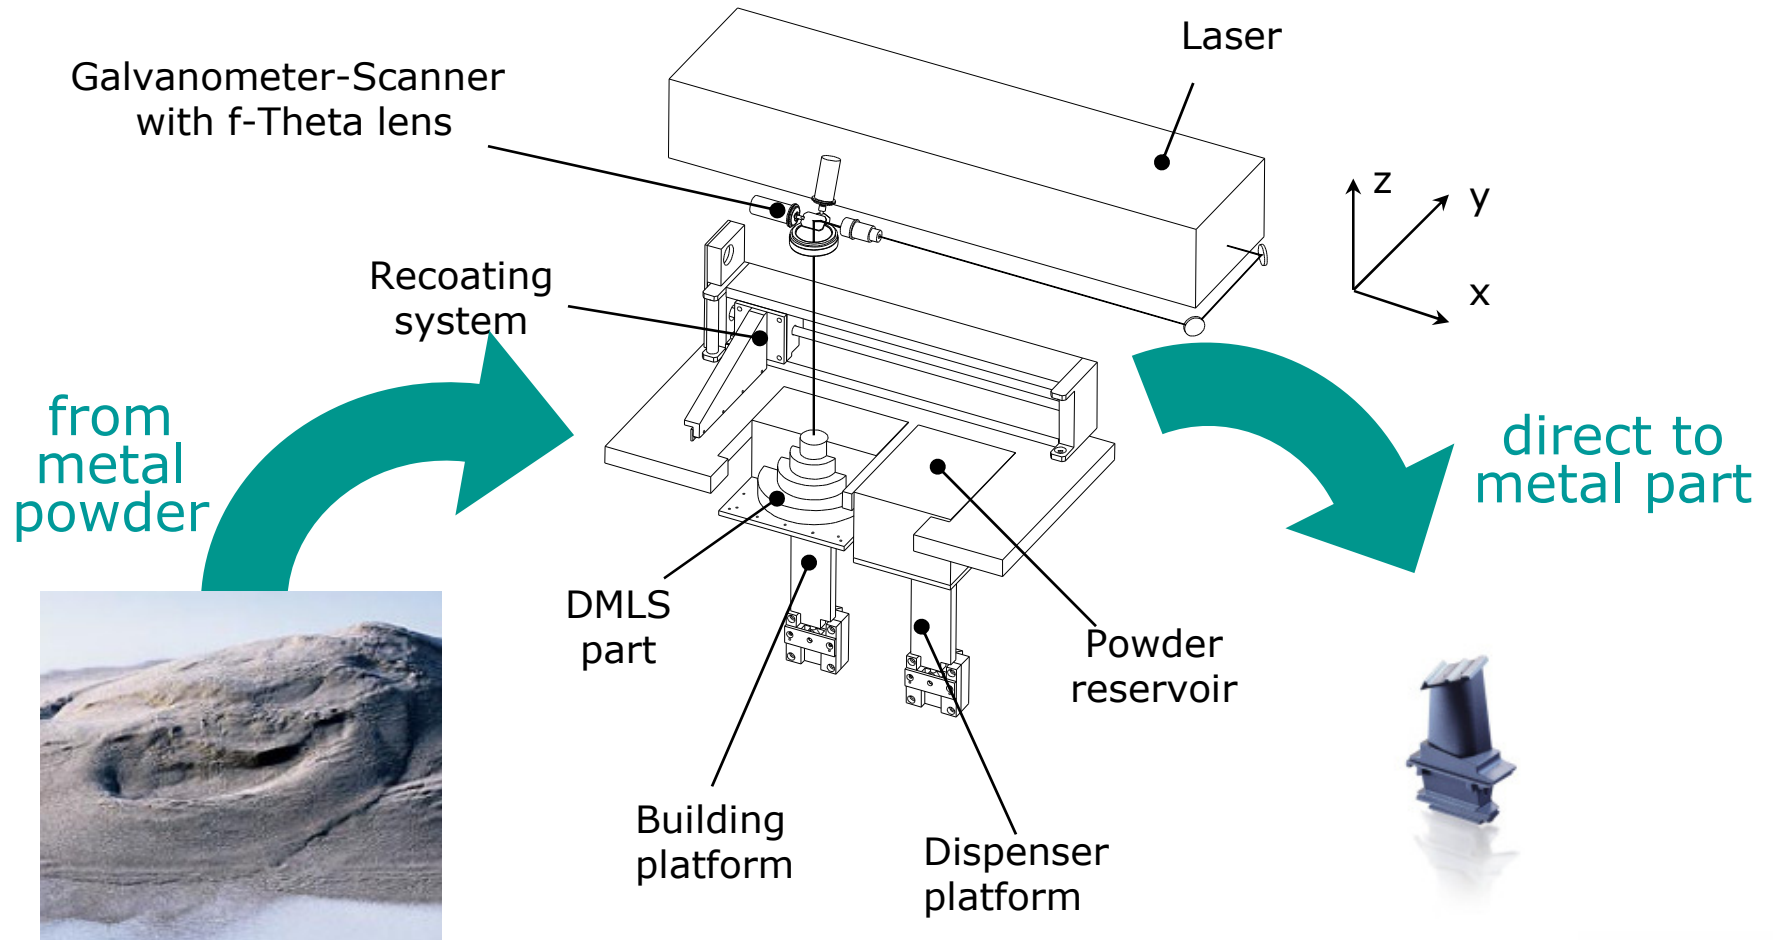 Laser
Galvanometer-Scanner
with f-Theta lens
z
y
x
Recoating
system
from
metal
powder
direct to
metal part
DMLS
part
Powder
reservoir
Building
platform
Dispenser
platform